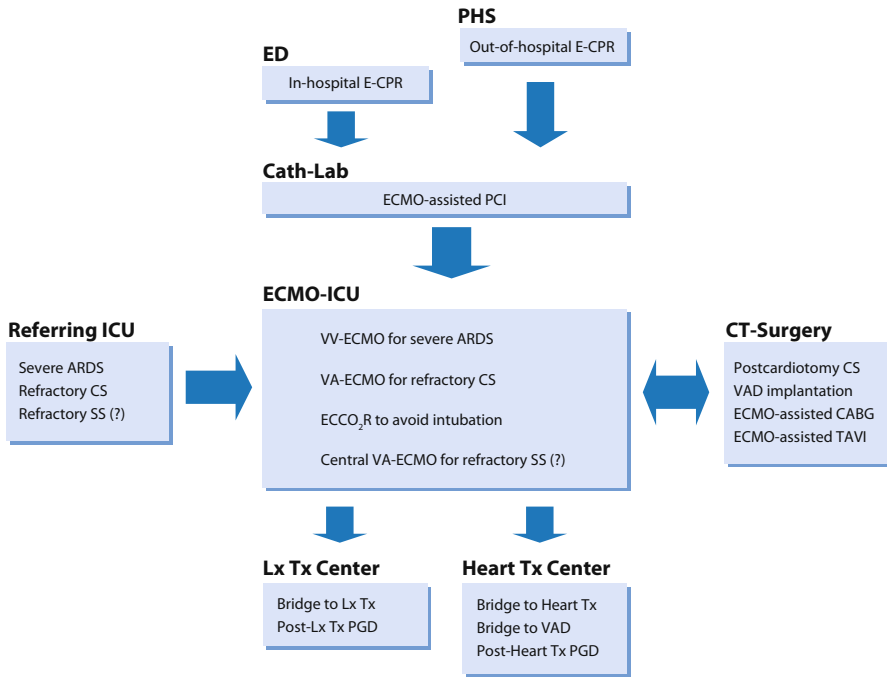 PHS
Out-of-hospital E-CPR
ED
In-hospital E-CPR
Cath-Lab
ECMO-assisted PCI
ECMO-ICU
VV-ECMO for severe ARDS
VA-ECMO for refractory CS
ECCO₂R to avoid intubation
Central VA-ECMO for refractory SS (?)
Referring ICU
Severe ARDS
Refractory CS
Refractory SS (?)
CT-Surgery
Postcardiotomy CS
VAD implantation
ECMO-assisted CABG
ECMO-assisted TAVI
Lx Tx Center
Bridge to Lx Tx
Post-Lx Tx PGD
Heart Tx Center
Bridge to Heart Tx
Bridge to VAD
Post-Heart Tx PGD